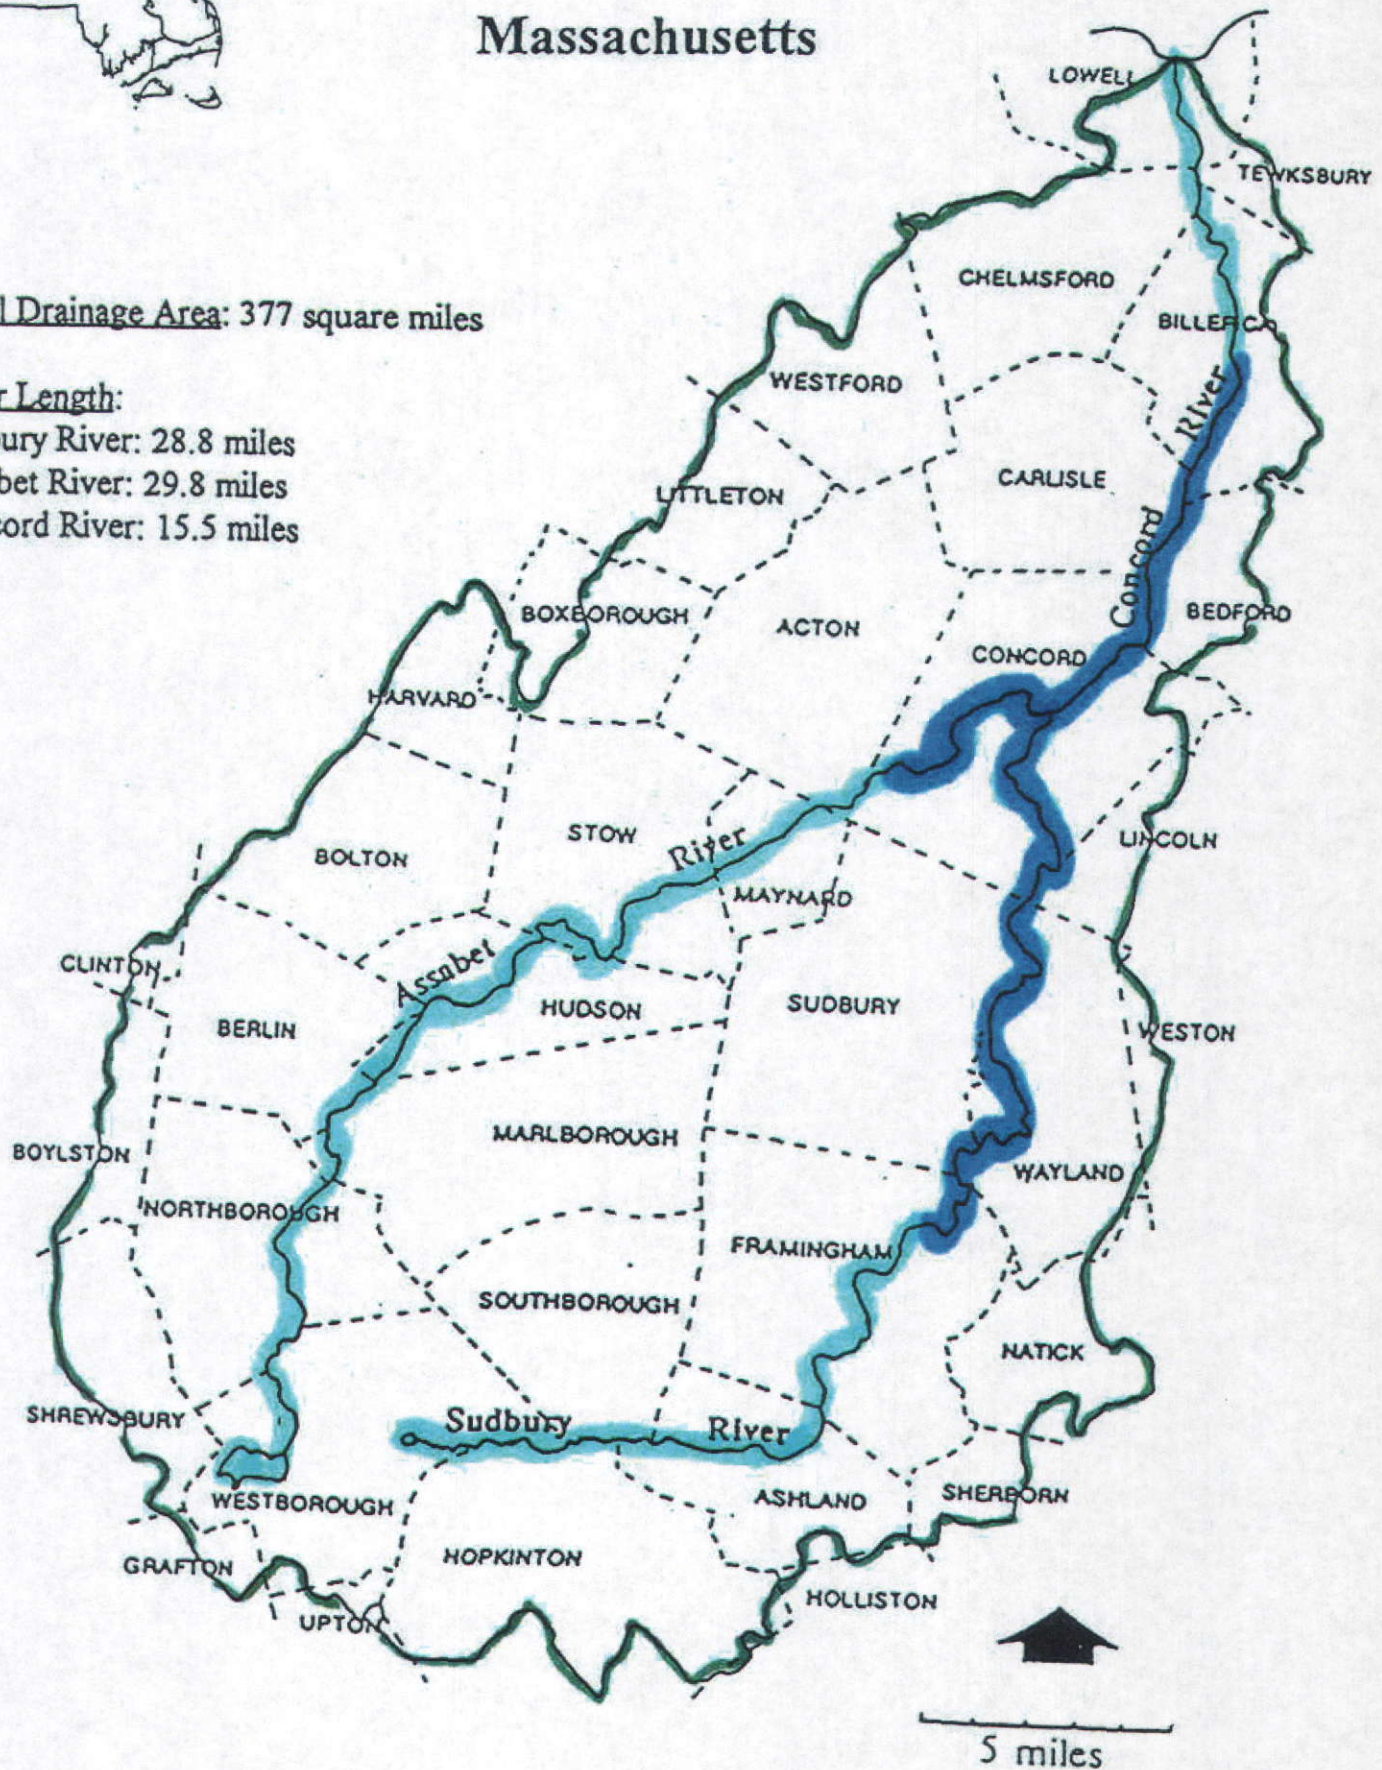 Massachusetts
LOWELL
TEWKSBURY
CHELMSFORD
l Drainage Area: 377 square miles
BILLERICA
WESTFORD
r Length:
ury River: 28.8 miles
bet River: 29.8 miles
cord River: 15.5 miles
River
CARLISLE
LITTLETON
Concord
BOXBOROUGH
ACTON
BEDFORD
CONCORD
HARVARD
STOW
River
LINCOLN
BOLTON
MAYNARD
Assabet
CLINTON
HUDSON
SUDBURY
BERLIN
WESTON
MARLBOROUGH
BOYLSTON
WAYLAND
NORTHBOROUGH
FRAMINGHAM
SOUTHBOROUGH
NATICK
SHREWSBURY
Sudbury River
WESTBOROUGH
ASHLAND
SHERBORN
GRAFTON
HOPKINTON
HOLLISTON
UPTON
5 miles